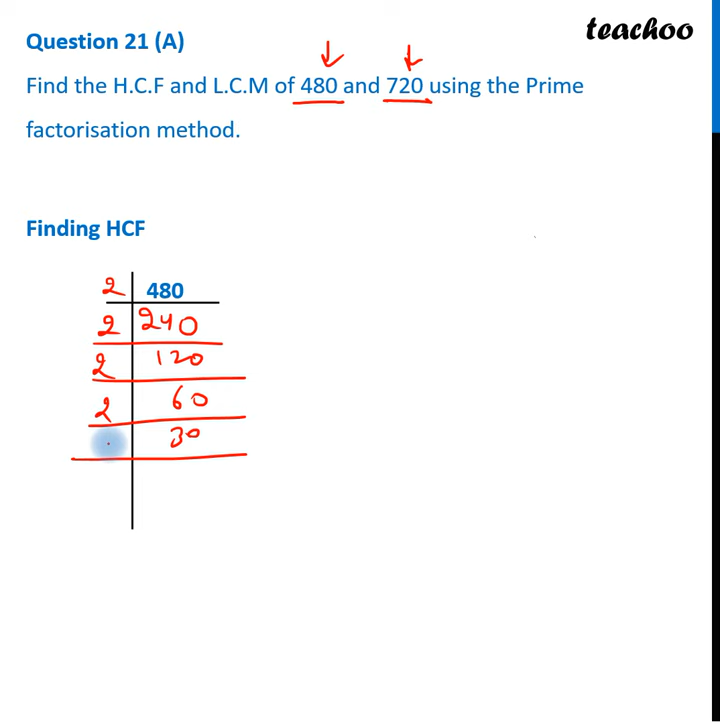 teachoo
Question 21 (A)
Find the H.C.F and L.C.M of 480 and 720 using the Prime
factorisation method.
Finding HCF
2 480
2 240
2 120
2 60
30